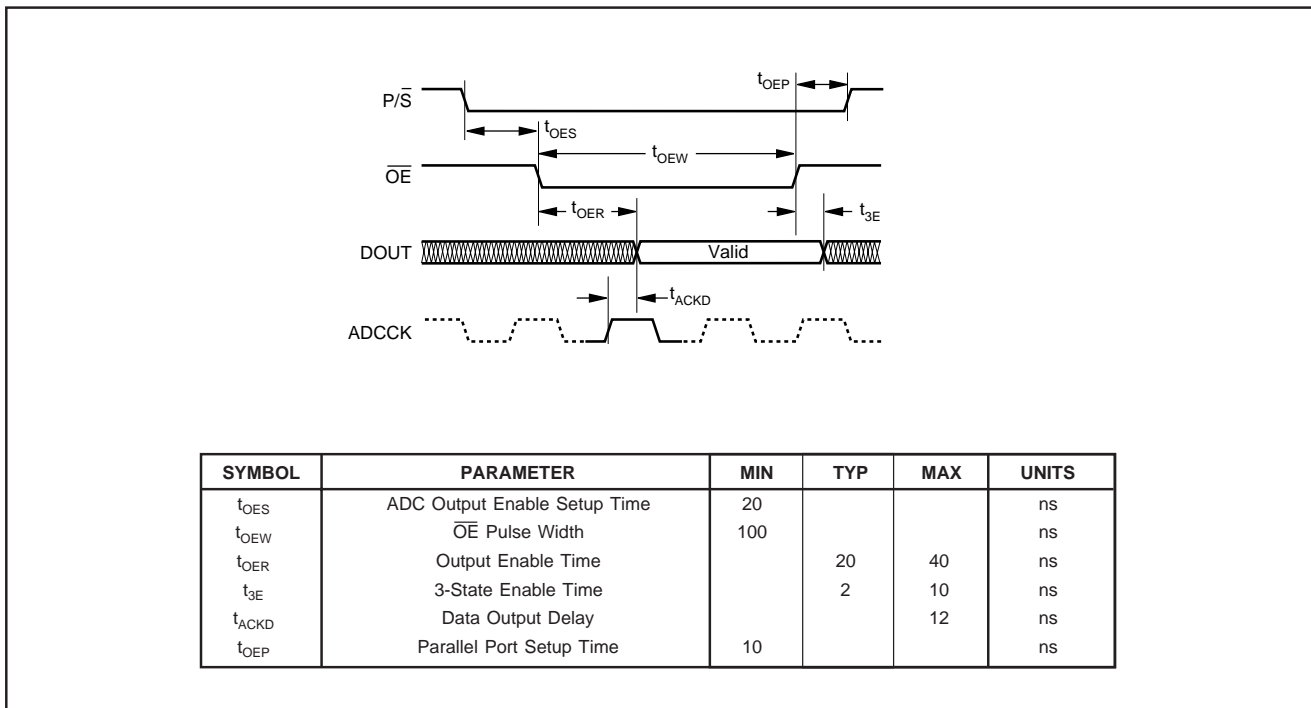 t_OEP
P/S̅
t_OES
t_OEW
O̅E̅
t_OER
t_3E
DOUT
Valid
t_ACKD
ADCCK
SYMBOL PARAMETER MIN TYP MAX UNITS
t_OES ADC Output Enable Setup Time 20 ns
t_OEW O̅E̅ Pulse Width 100 ns
t_OER Output Enable Time 20 40 ns
t_3E 3-State Enable Time 2 10 ns
t_ACKD Data Output Delay 12 ns
t_OEP Parallel Port Setup Time 10 ns